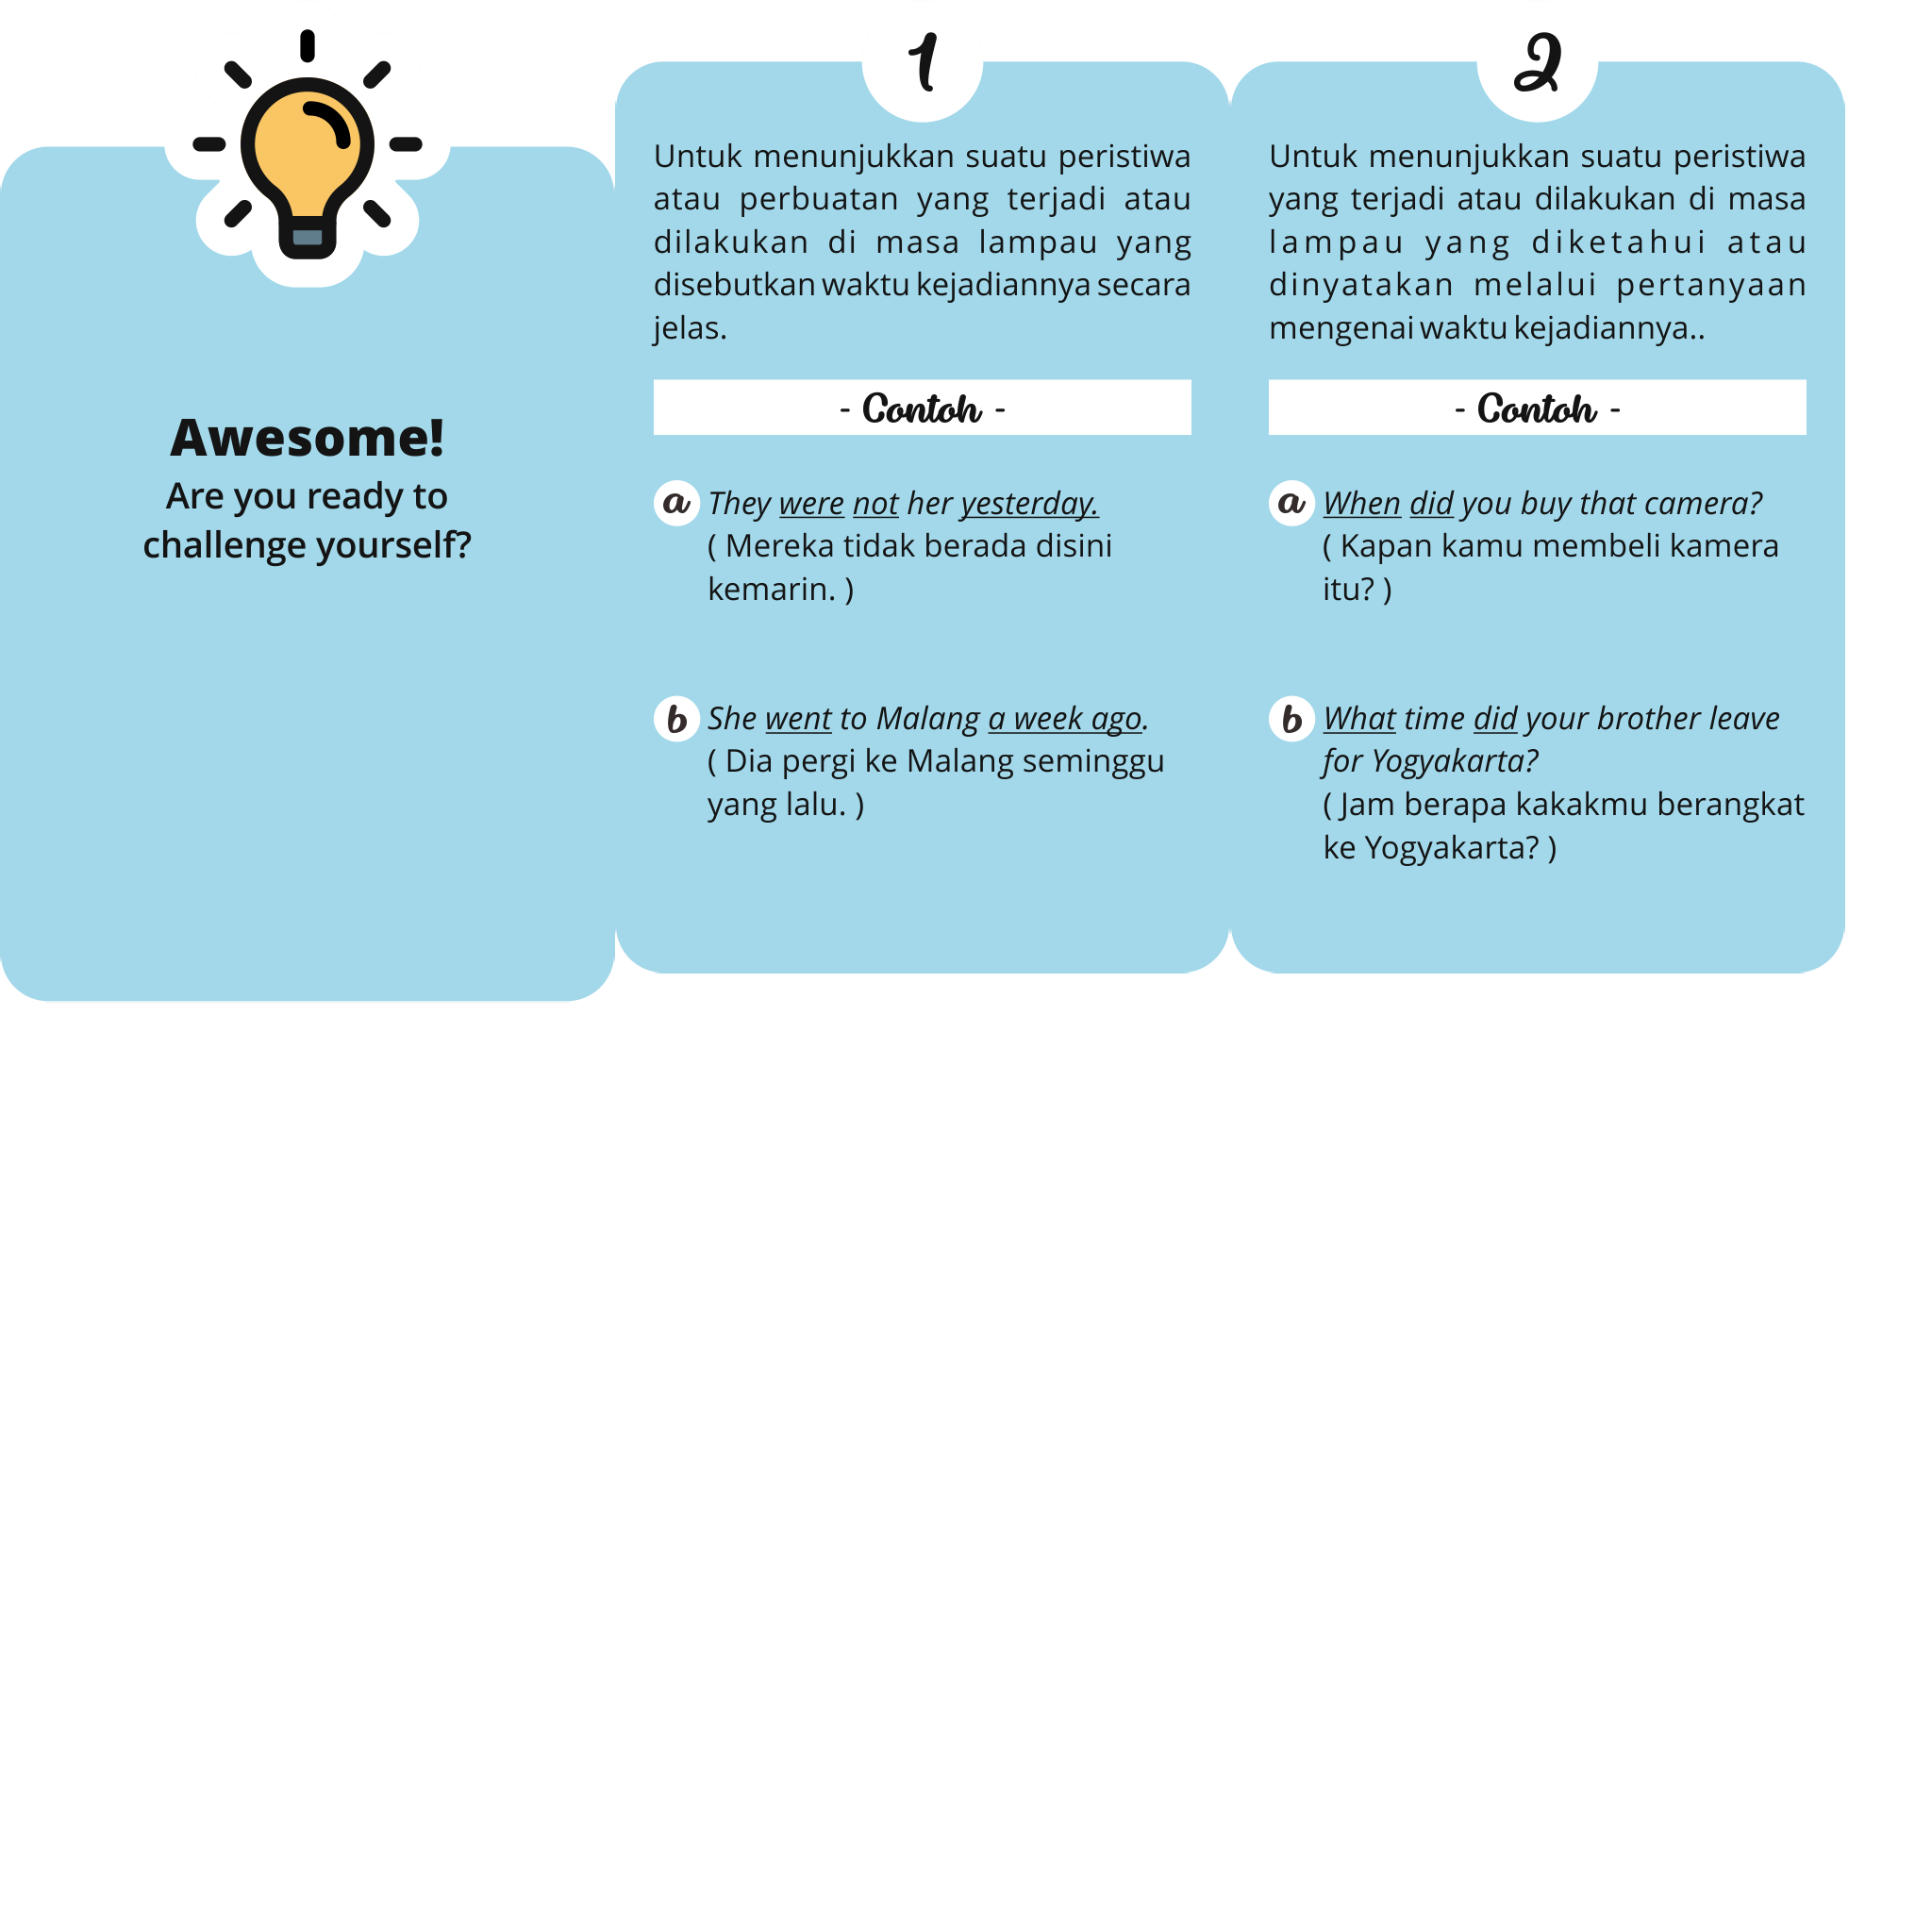 Awesome!
Are you ready to
challenge yourself?
1
Untuk menunjukkan suatu peristiwa
atau perbuatan yang terjadi atau
dilakukan di masa lampau yang
disebutkan waktu kejadiannya secara
jelas.
- Contoh -
a They were not her yesterday.
( Mereka tidak berada disini
kemarin. )
b She went to Malang a week ago.
( Dia pergi ke Malang seminggu
yang lalu. )
2
Untuk menunjukkan suatu peristiwa
yang terjadi atau dilakukan di masa
lampau yang diketahui atau
dinyatakan melalui pertanyaan
mengenai waktu kejadiannya..
- Contoh -
a When did you buy that camera?
( Kapan kamu membeli kamera
itu? )
b What time did your brother leave
for Yogyakarta?
( Jam berapa kakakmu berangkat
ke Yogyakarta? )